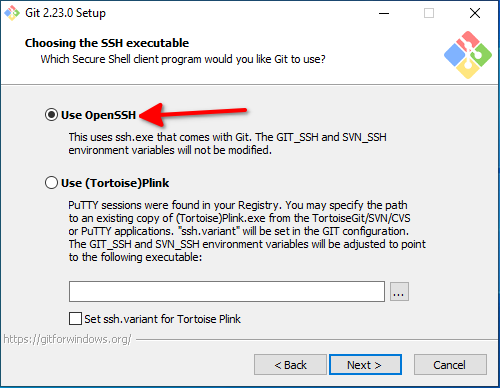 Git 2.23.0 Setup
Choosing the SSH executable
Which Secure Shell client program would you like Git to use?
Use OpenSSH
This uses ssh.exe that comes with Git. The GIT_SSH and SVN_SSH
environment variables will not be modified.
Use (Tortoise)Plink
PuTTY sessions were found in your Registry. You may specify the path
to an existing copy of (Tortoise)Plink.exe from the TortoiseGit/SVN/CVS
or PuTTY applications. "ssh.variant" will be set in the GIT configuration.
The GIT_SSH and SVN_SSH environment variables will be adjusted to point
to the following executable:
...
Set ssh.variant for Tortoise Plink
https://gitforwindows.org/
< Back
Next >
Cancel